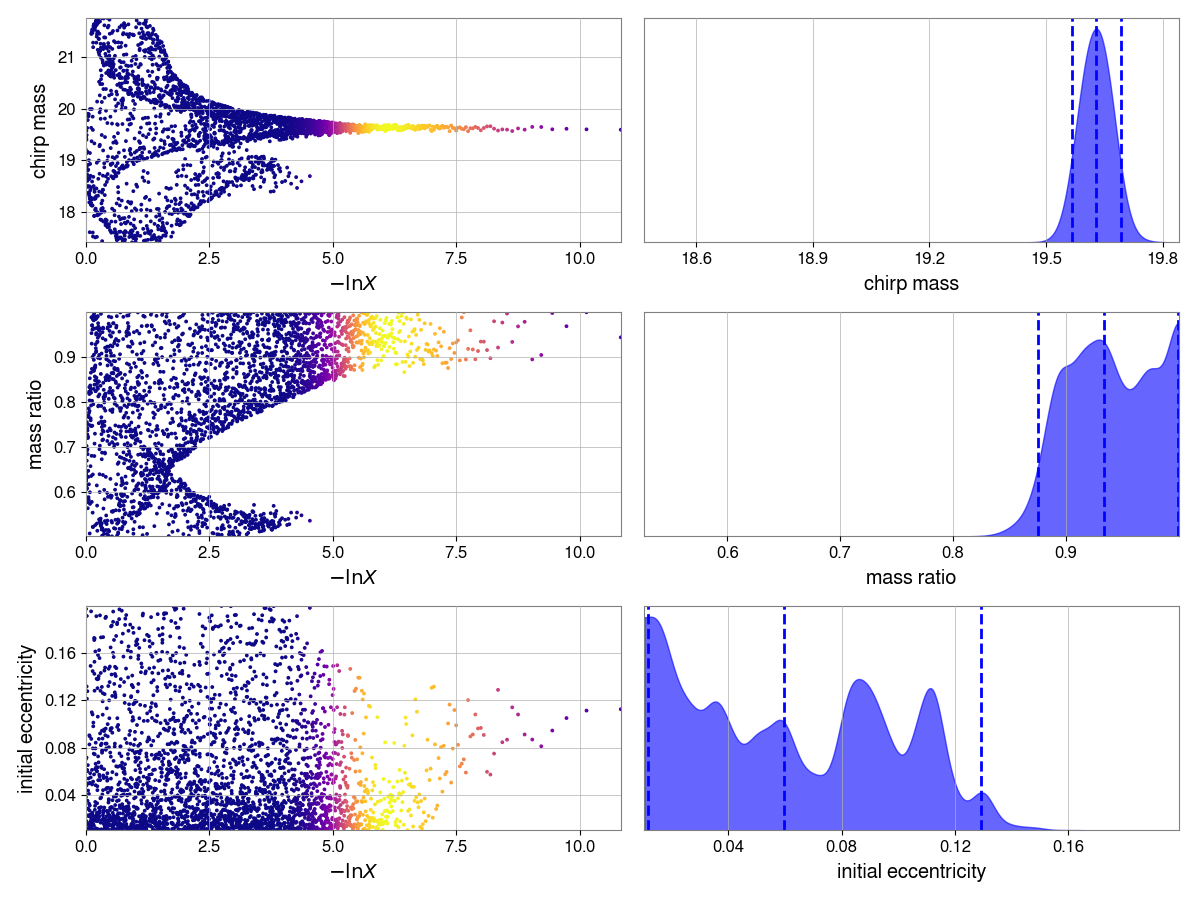 chirp mass
21
20
19
18
0.0 2.5 5.0 7.5 10.0
−lnX
18.6 18.9 19.2 19.5 19.8
chirp mass
mass ratio
0.9
0.8
0.7
0.6
0.0 2.5 5.0 7.5 10.0
−lnX
0.6 0.7 0.8 0.9
mass ratio
initial eccentricity
0.16
0.12
0.08
0.04
0.0 2.5 5.0 7.5 10.0
−lnX
0.04 0.08 0.12 0.16
initial eccentricity